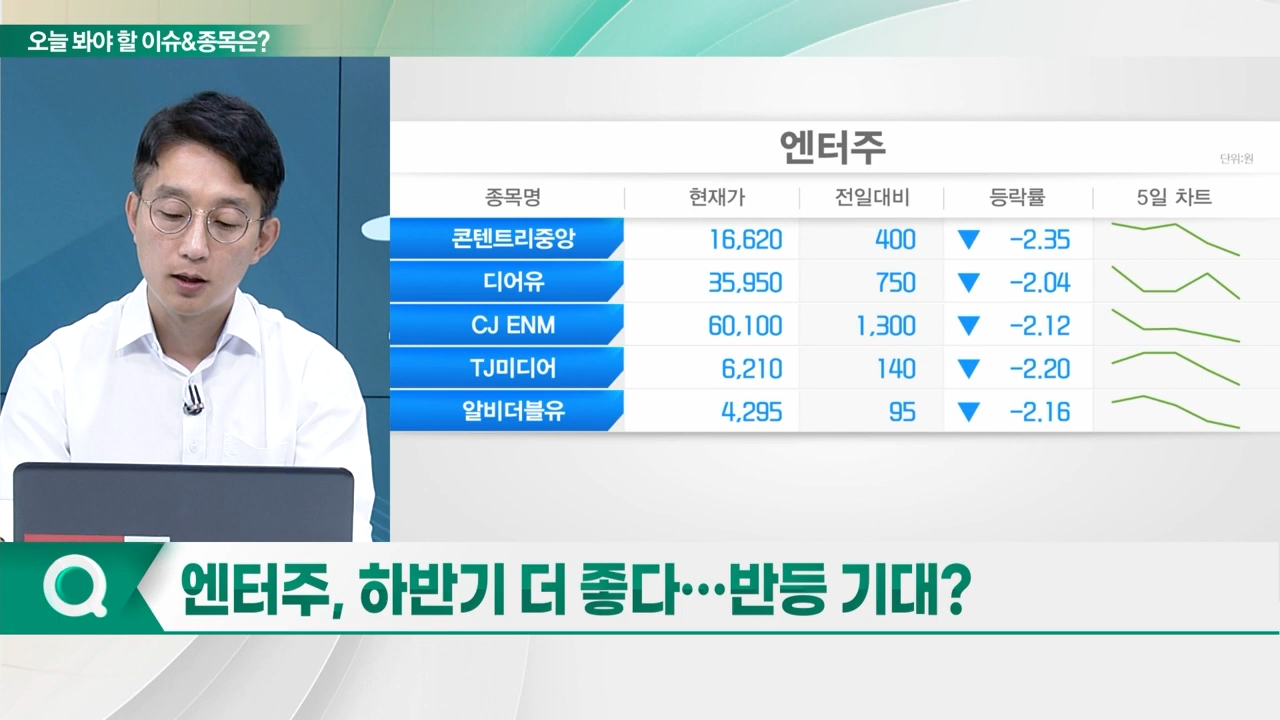 오늘 봐야 할 이슈&종목은?
엔터주
단위:원
종목명 현재가 전일대비 등락률 5일 차트
콘텐트리중앙 16,620 400 ▼ -2.35
디어유 35,950 750 ▼ -2.04
CJ ENM 60,100 1,300 ▼ -2.12
TJ미디어 6,210 140 ▼ -2.20
알비더블유 4,295 95 ▼ -2.16
Q 엔터주, 하반기 더 좋다…반등 기대?